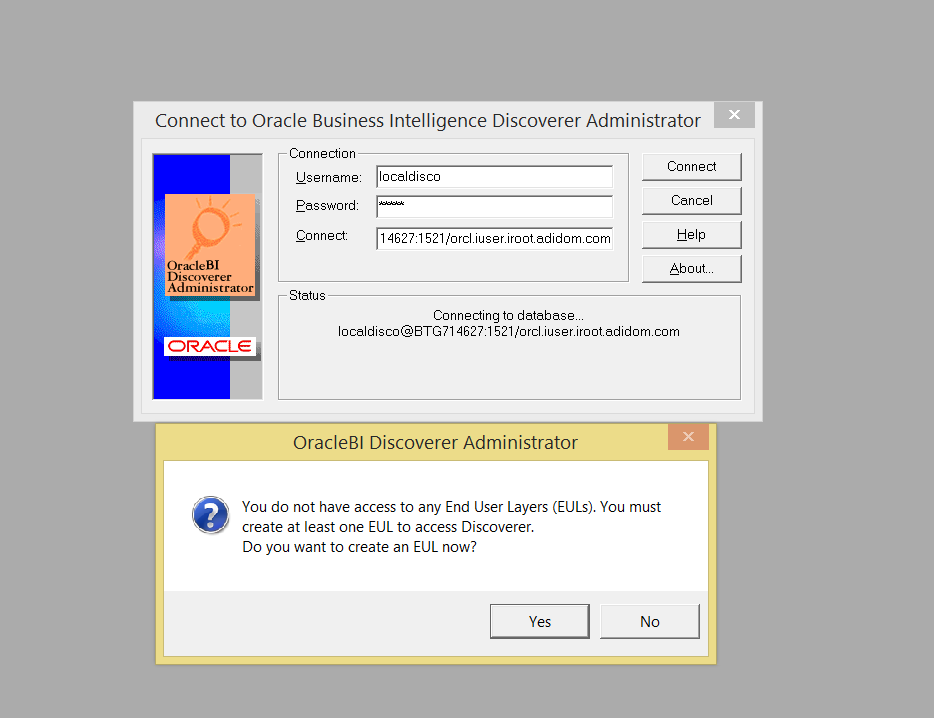 Connect to Oracle Business Intelligence Discoverer Administrator
Connection
Username:
localdisco
Connect
Password:
*****
Cancel
Connect:
14627:1521/orcl.iuser.iroot.adidom.com
Help
About...
OracleBI
Discoverer
Administrator
ORACLE
Status
Connecting to database...
localdisco@BTG714627:1521/orcl.iuser.iroot.adidom.com
OracleBI Discoverer Administrator
You do not have access to any End User Layers (EULs). You must
create at least one EUL to access Discoverer.
Do you want to create an EUL now?
Yes
No